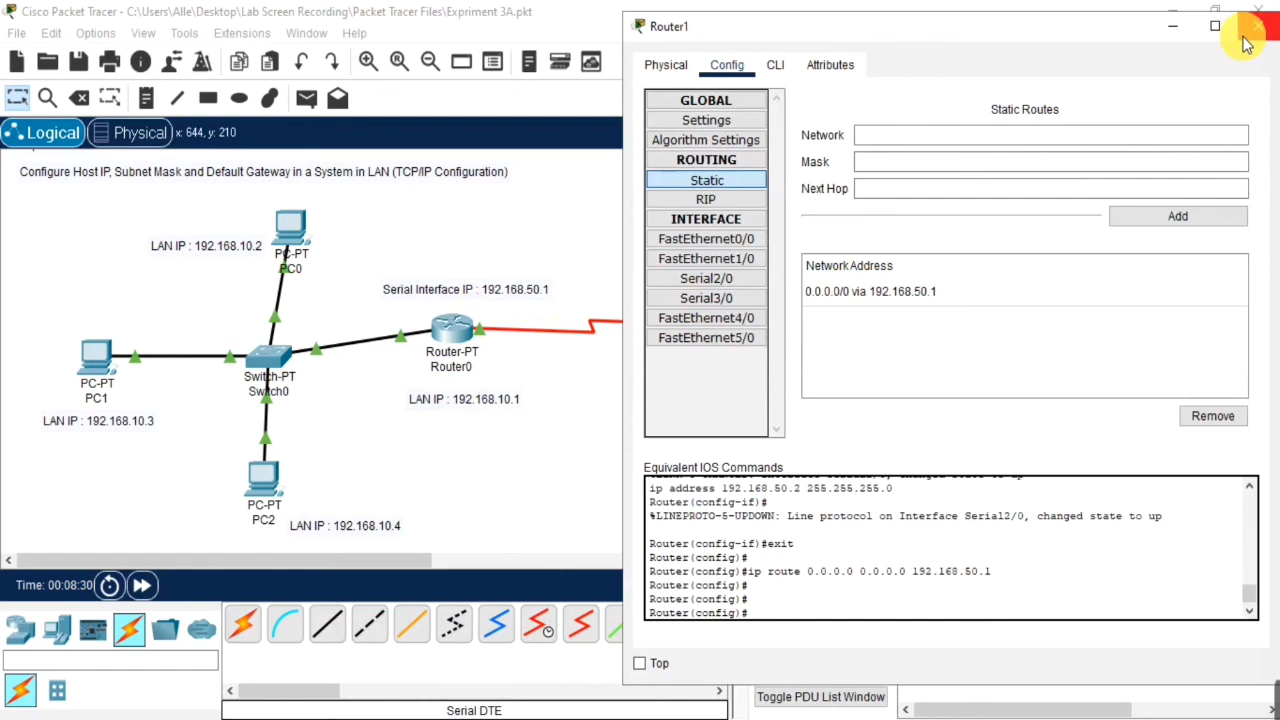 Cisco Packet Tracer - C:\Users\Alle\Desktop\Lab Screen Recording\Packet Tracer Files\Expriment 3A.pkt
File Edit Options View Tools Extensions Window Help
Logical Physical x: 644, y: 210
Configure Host IP, Subnet Mask and Default Gateway in a System in LAN (TCP/IP Configuration)
LAN IP : 192.168.10.2
PC-PT
PC0
Serial Interface IP : 192.168.50.1
Router-PT
Router0
LAN IP : 192.168.10.1
Switch-PT
Switch0
PC-PT
PC1
LAN IP : 192.168.10.3
PC-PT
PC2
LAN IP : 192.168.10.4
Time: 00:08:30
Serial DTE
Router1
Physical Config CLI Attributes
GLOBAL
Settings
Algorithm Settings
ROUTING
Static
RIP
INTERFACE
FastEthernet0/0
FastEthernet1/0
Serial2/0
Serial3/0
FastEthernet4/0
FastEthernet5/0
Static Routes
Network
Mask
Next Hop
Add
Network Address
0.0.0.0/0 via 192.168.50.1
Remove
Equivalent IOS Commands
ip address 192.168.50.2 255.255.255.0
Router(config-if)#
%LINEPROTO-5-UPDOWN: Line protocol on Interface Serial2/0, changed state to up
Router(config-if)#exit
Router(config)#
Router(config)#ip route 0.0.0.0 0.0.0.0 192.168.50.1
Router(config)#
Router(config)#
Router(config)#
Top
Toggle PDU List Window